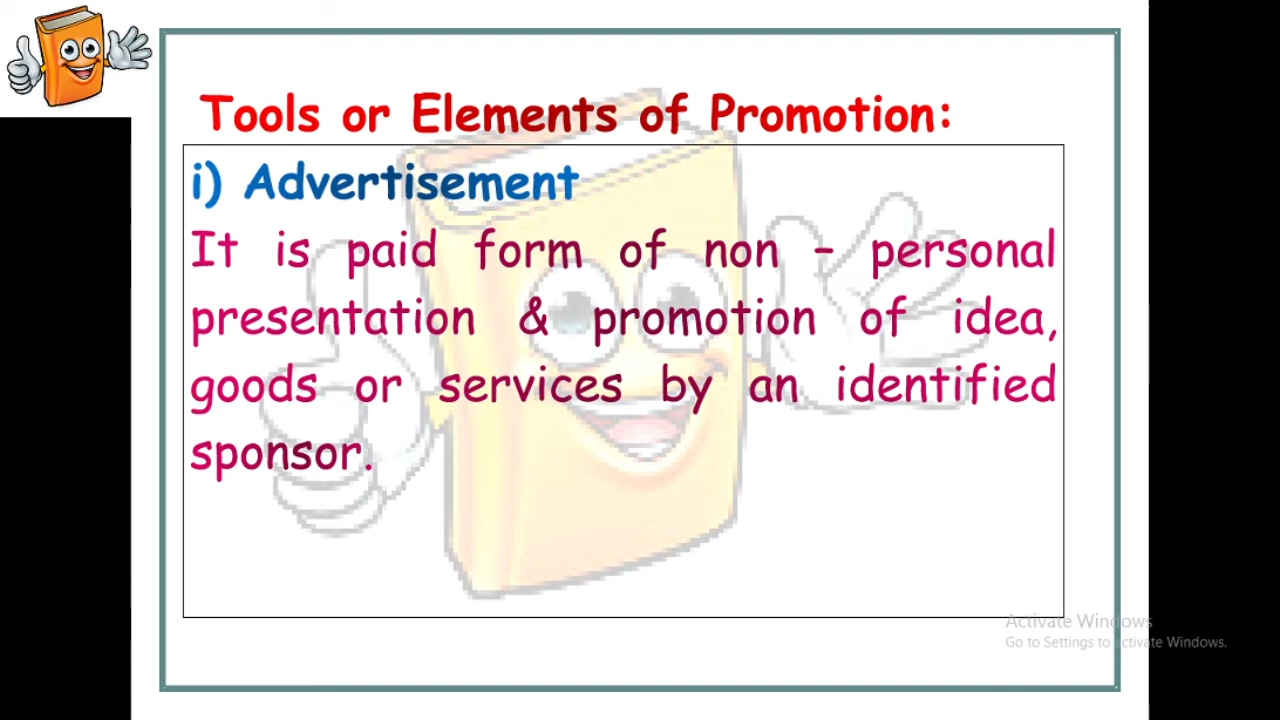 Tools or Elements of Promotion:
i) Advertisement
It is paid form of non – personal
presentation & promotion of idea,
goods or services by an identified
sponsor.
Activate Windows
Go to Settings to activate Windows.